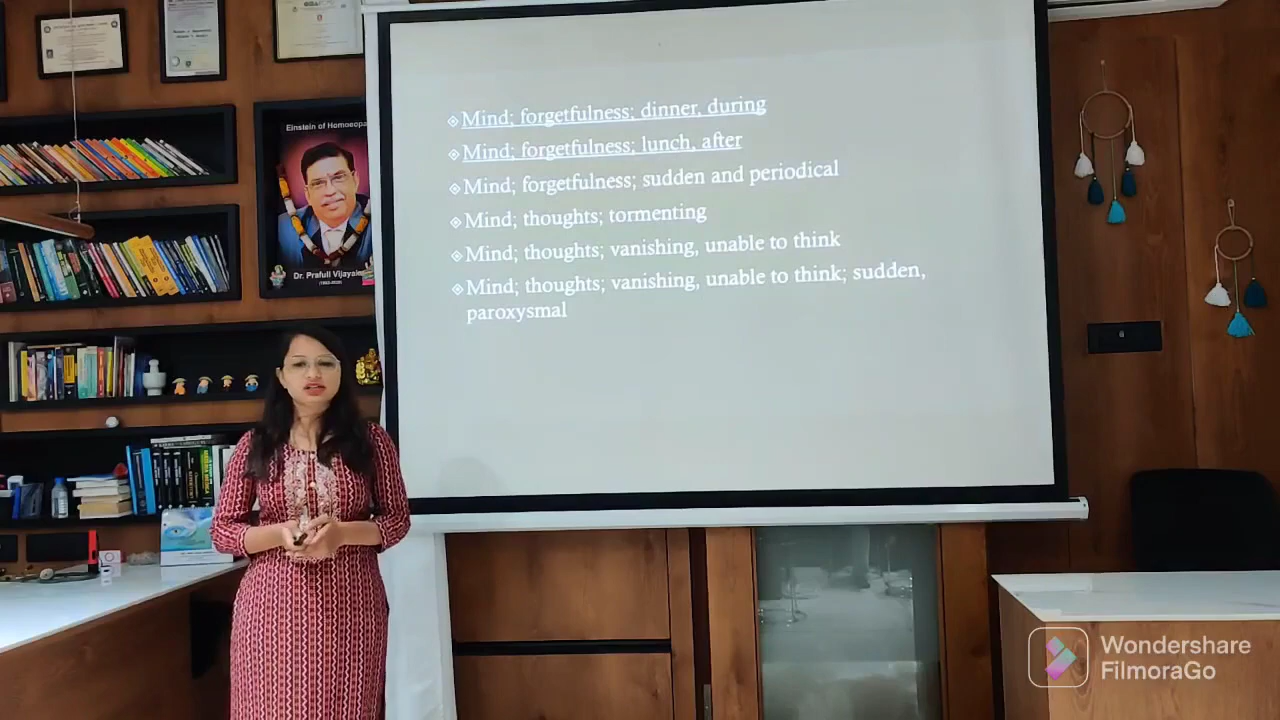 Mind; forgetfulness; dinner, during
Mind; forgetfulness; lunch, after
Mind; forgetfulness; sudden and periodical
Mind; thoughts; tormenting
Mind; thoughts; vanishing, unable to think
Mind; thoughts; vanishing, unable to think; sudden,
paroxysmal
Einstein of Homoeopa
Dr. Prafull Vijayakar
Wondershare
FilmoraGo